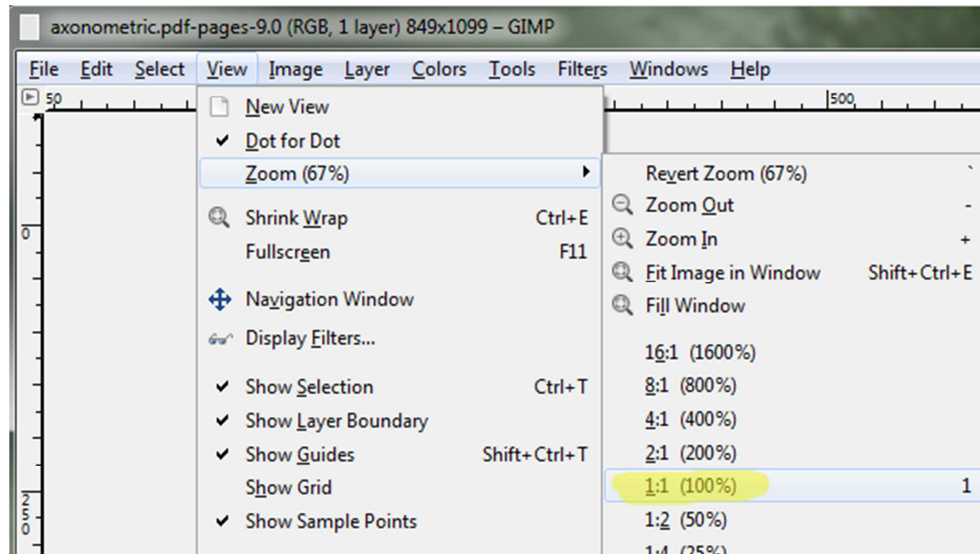 axonometric.pdf-pages-9.0 (RGB, 1 layer) 849x1099 – GIMP
File Edit Select View Image Layer Colors Tools Filters Windows Help
50 500
New View
Dot for Dot
Zoom (67%)
Shrink Wrap Ctrl+E
Fullscreen F11
Navigation Window
Display Filters...
Show Selection Ctrl+T
Show Layer Boundary
Show Guides Shift+Ctrl+T
Show Grid
Show Sample Points
Revert Zoom (67%) `
Zoom Out -
Zoom In +
Fit Image in Window Shift+Ctrl+E
Fill Window
16:1 (1600%)
8:1 (800%)
4:1 (400%)
2:1 (200%)
1:1 (100%) 1
1:2 (50%)
1:4 (25%)
0
250